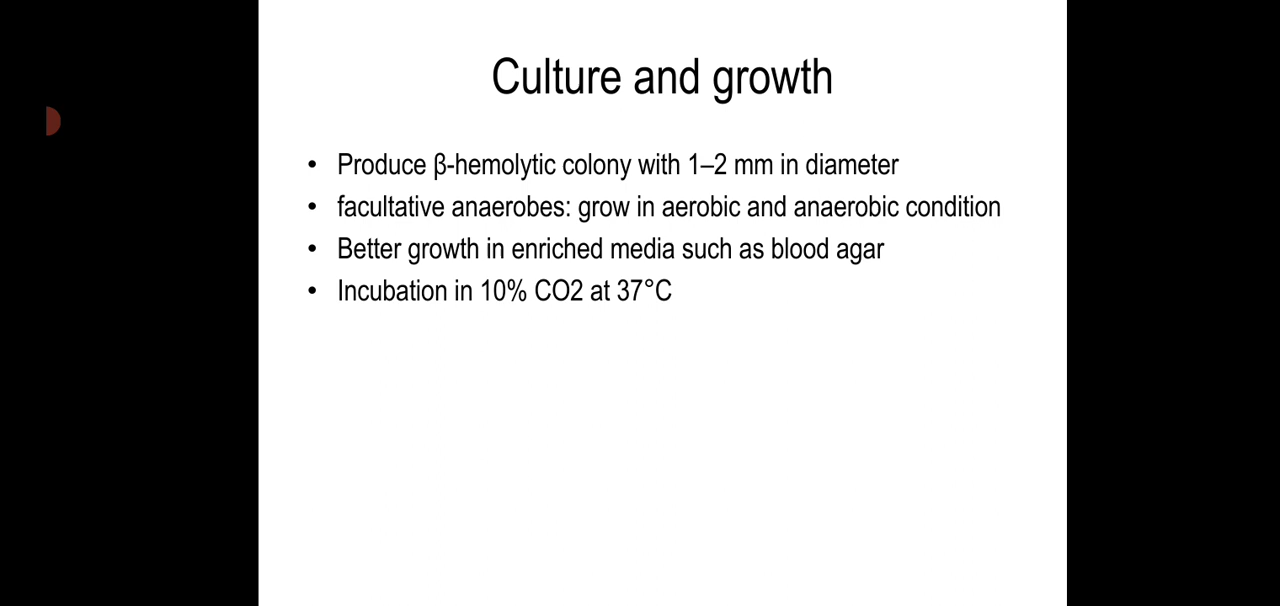 Culture and growth
• Produce β-hemolytic colony with 1–2 mm in diameter
• facultative anaerobes: grow in aerobic and anaerobic condition
• Better growth in enriched media such as blood agar
• Incubation in 10% CO2 at 37°C